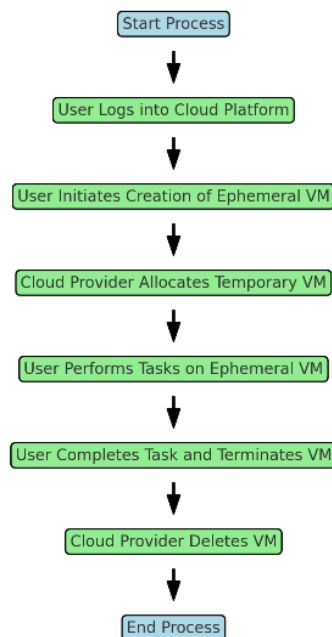 Start Process
User Logs into Cloud Platform
User Initiates Creation of Ephemeral VM
Cloud Provider Allocates Temporary VM
User Performs Tasks on Ephemeral VM
User Completes Task and Terminates VM
Cloud Provider Deletes VM
End Process